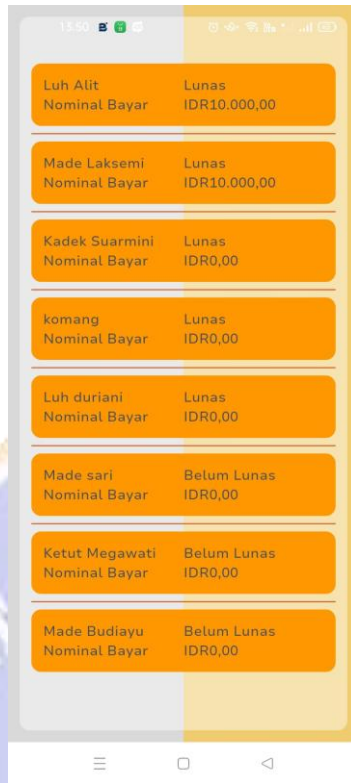 13.50
Luh Alit Lunas
Nominal Bayar IDR10.000,00
Made Laksemi Lunas
Nominal Bayar IDR10.000,00
Kadek Suarmini Lunas
Nominal Bayar IDR0,00
komang Lunas
Nominal Bayar IDR0,00
Luh duriani Lunas
Nominal Bayar IDR0,00
Made sari Belum Lunas
Nominal Bayar IDR0,00
Ketut Megawati Belum Lunas
Nominal Bayar IDR0,00
Made Budiayu Belum Lunas
Nominal Bayar IDR0,00